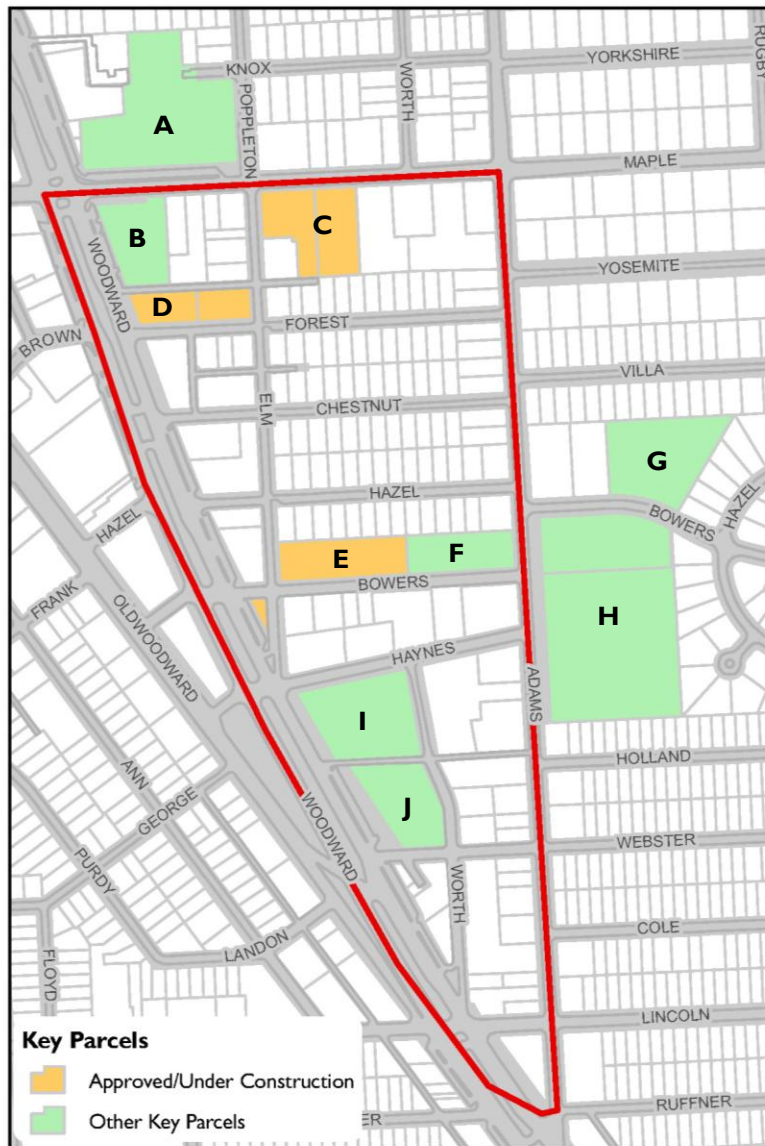 YORKSHIRE
RUGBY
KNOX
WORTH
POPPLETON
A
MAPLE
B
C
WOODWARD
YOSEMITE
D
FOREST
BROWN
VILLA
ELM
CHESTNUT
G
HAZEL
HAZEL
BOWERS
HAZEL
E
F
BOWERS
FRANK
OLDWOODWARD
H
HAYNES
ADAMS
I
HOLLAND
ANN
J
GEORGE
WOODWARD
WEBSTER
PURDY
WORTH
COLE
LANDON
FLOYD
LINCOLN
Key Parcels
Approved/Under Construction
RUFFNER
ER
Other Key Parcels